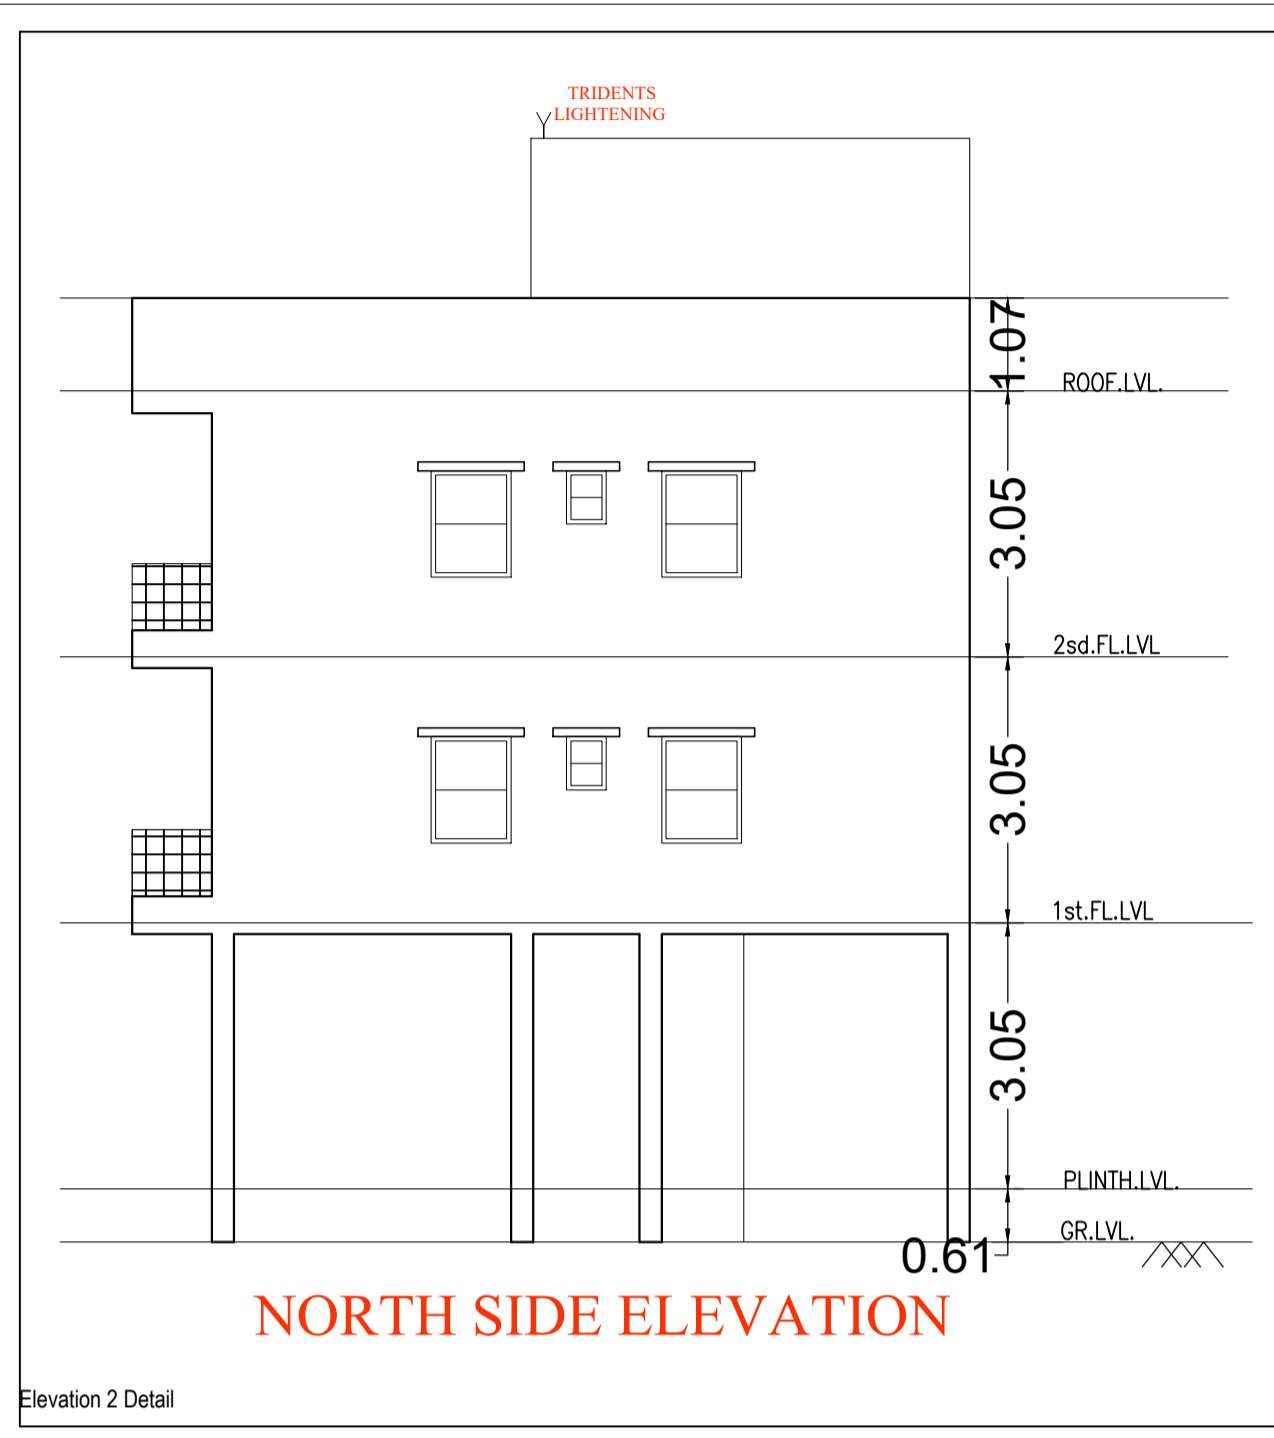 TRIDENTS
LIGHTENING
1.07
ROOF.LVL.
3.05
2sd.FL.LVL
3.05
1st.FL.LVL
3.05
PLINTH.LVL.
GR.LVL.
0.61
NORTH SIDE ELEVATION
Elevation 2 Detail